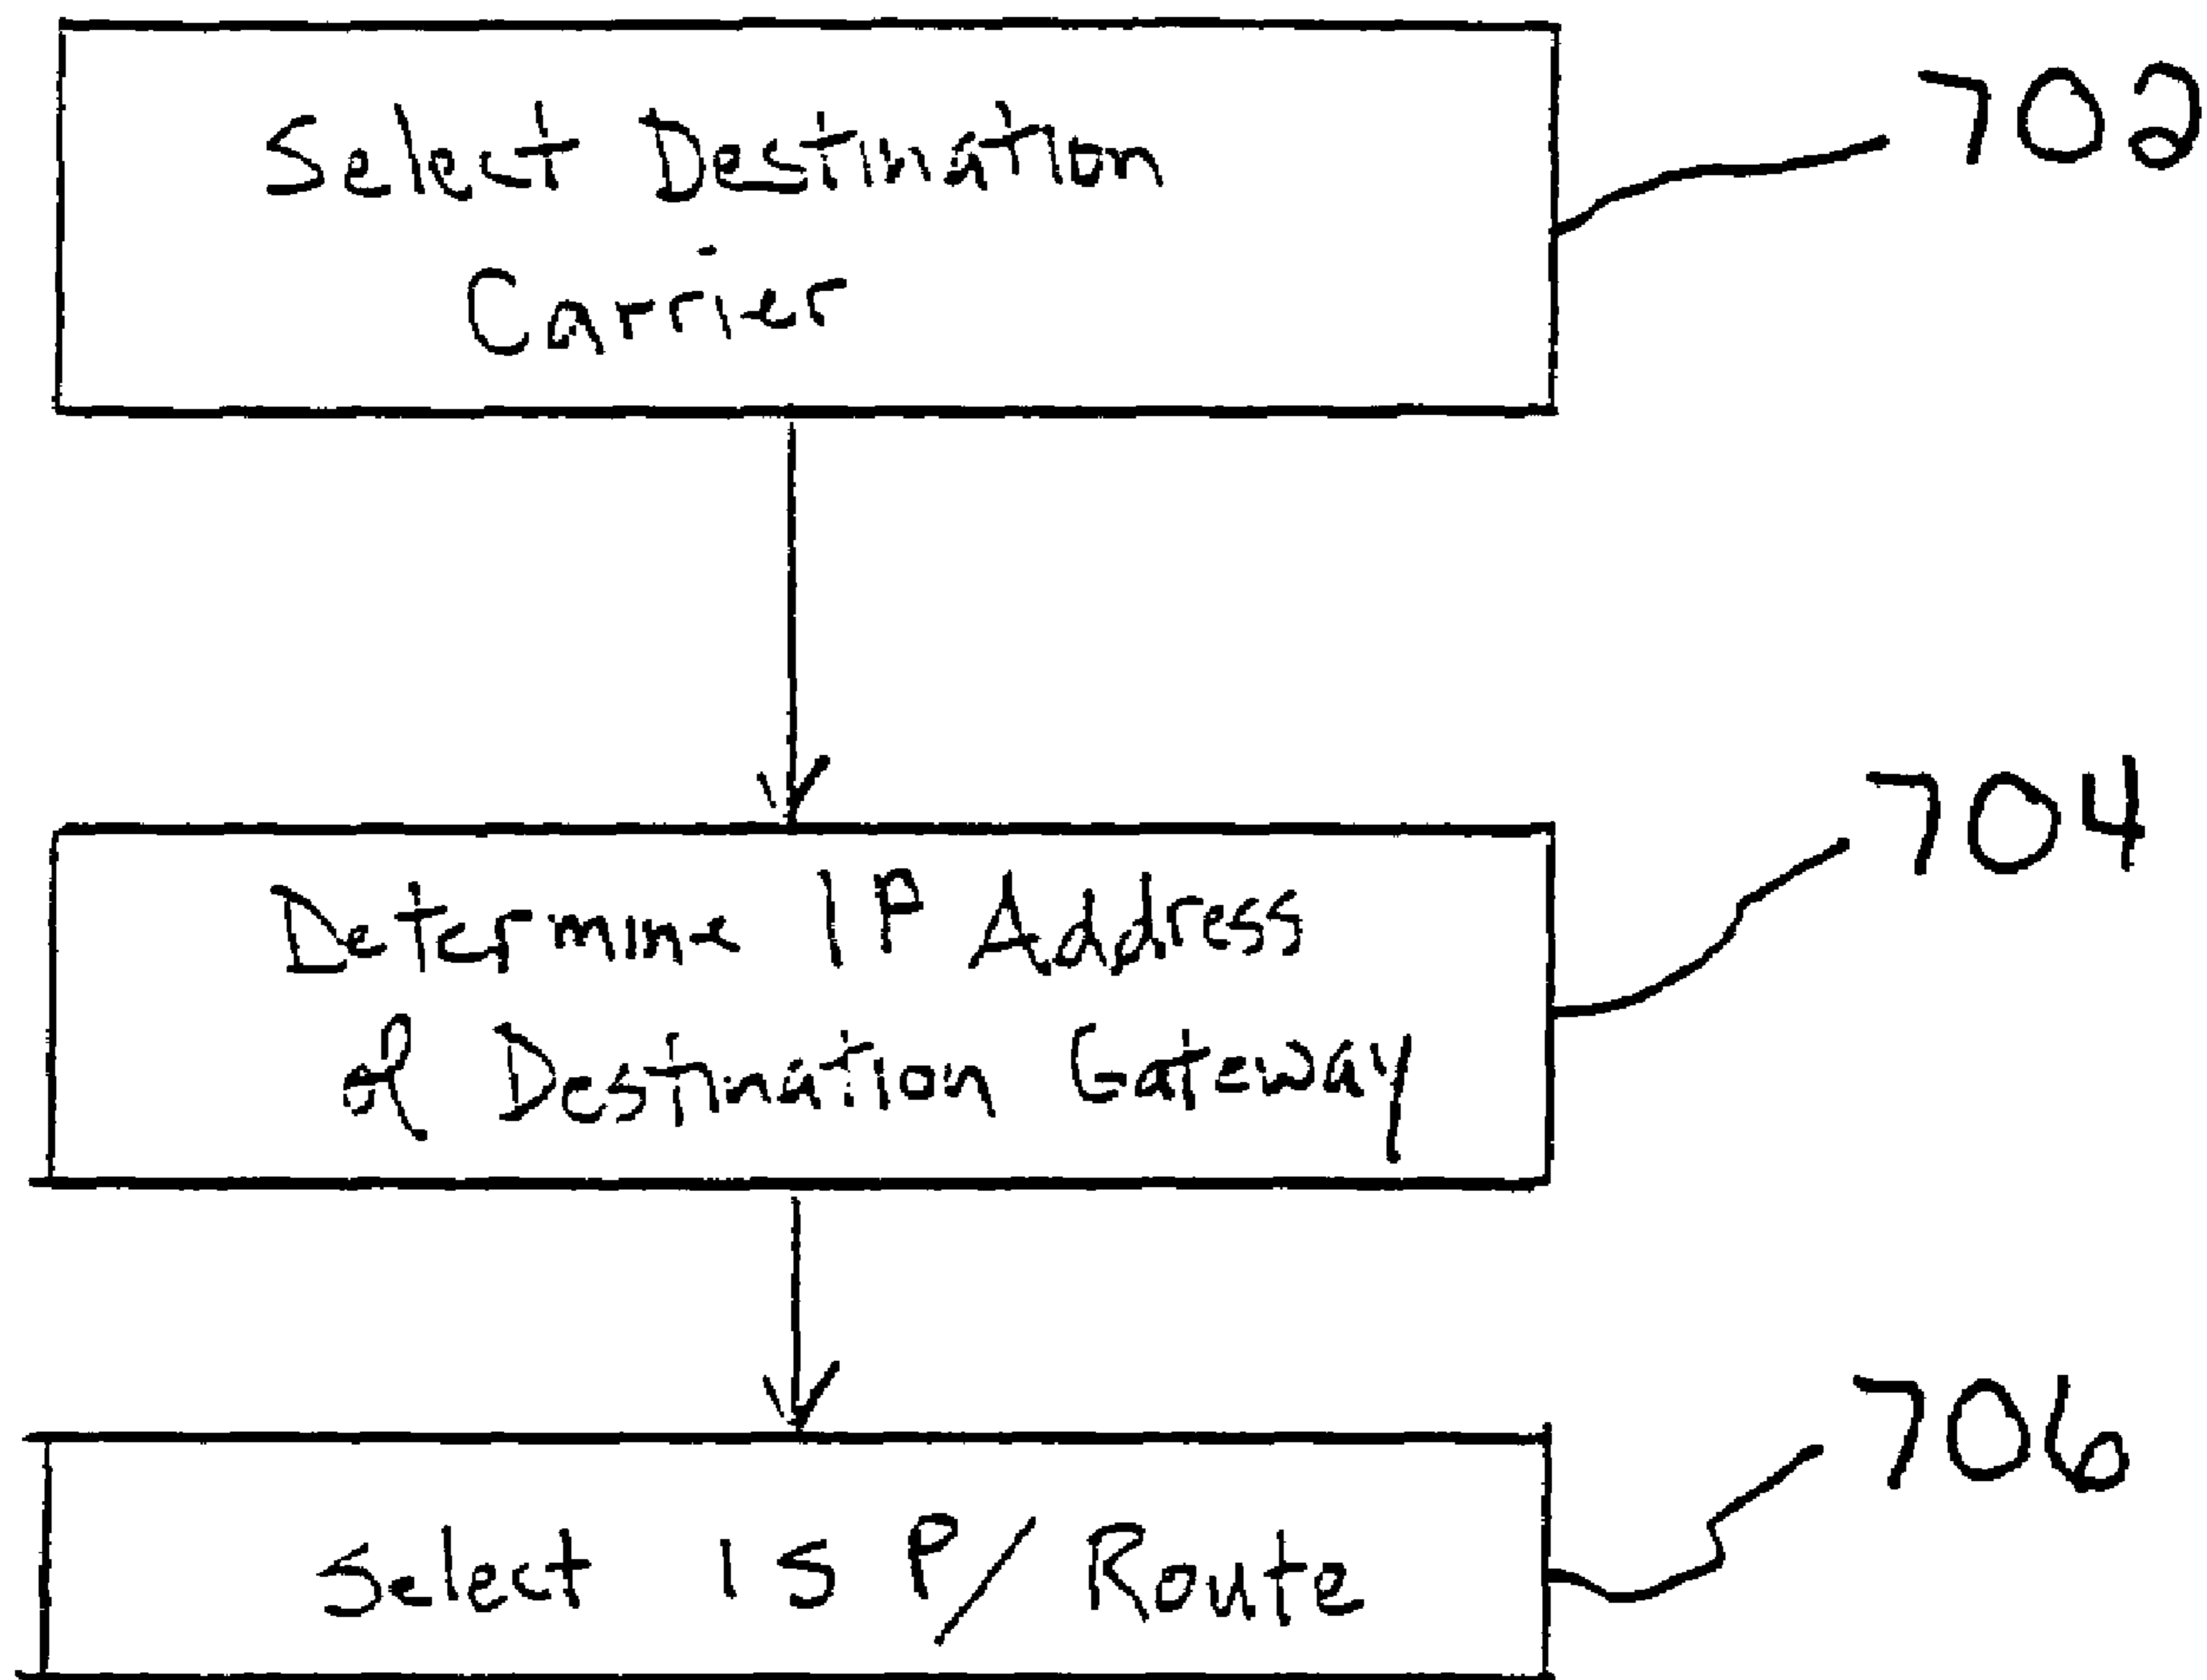 Select Destination
Carrier
702
Determine IP Address
of Destination Gateway
704
Select ISP/Route
706